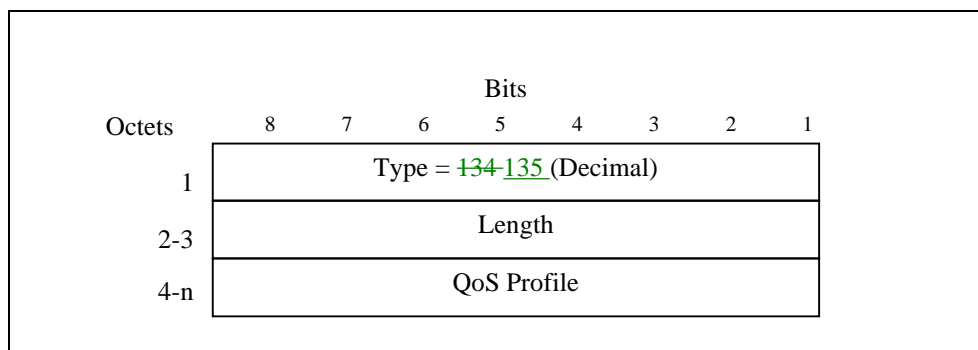 Bits
Octets 8 7 6 5 4 3 2 1
1 Type = 134 135 (Decimal)
2-3 Length
4-n QoS Profile